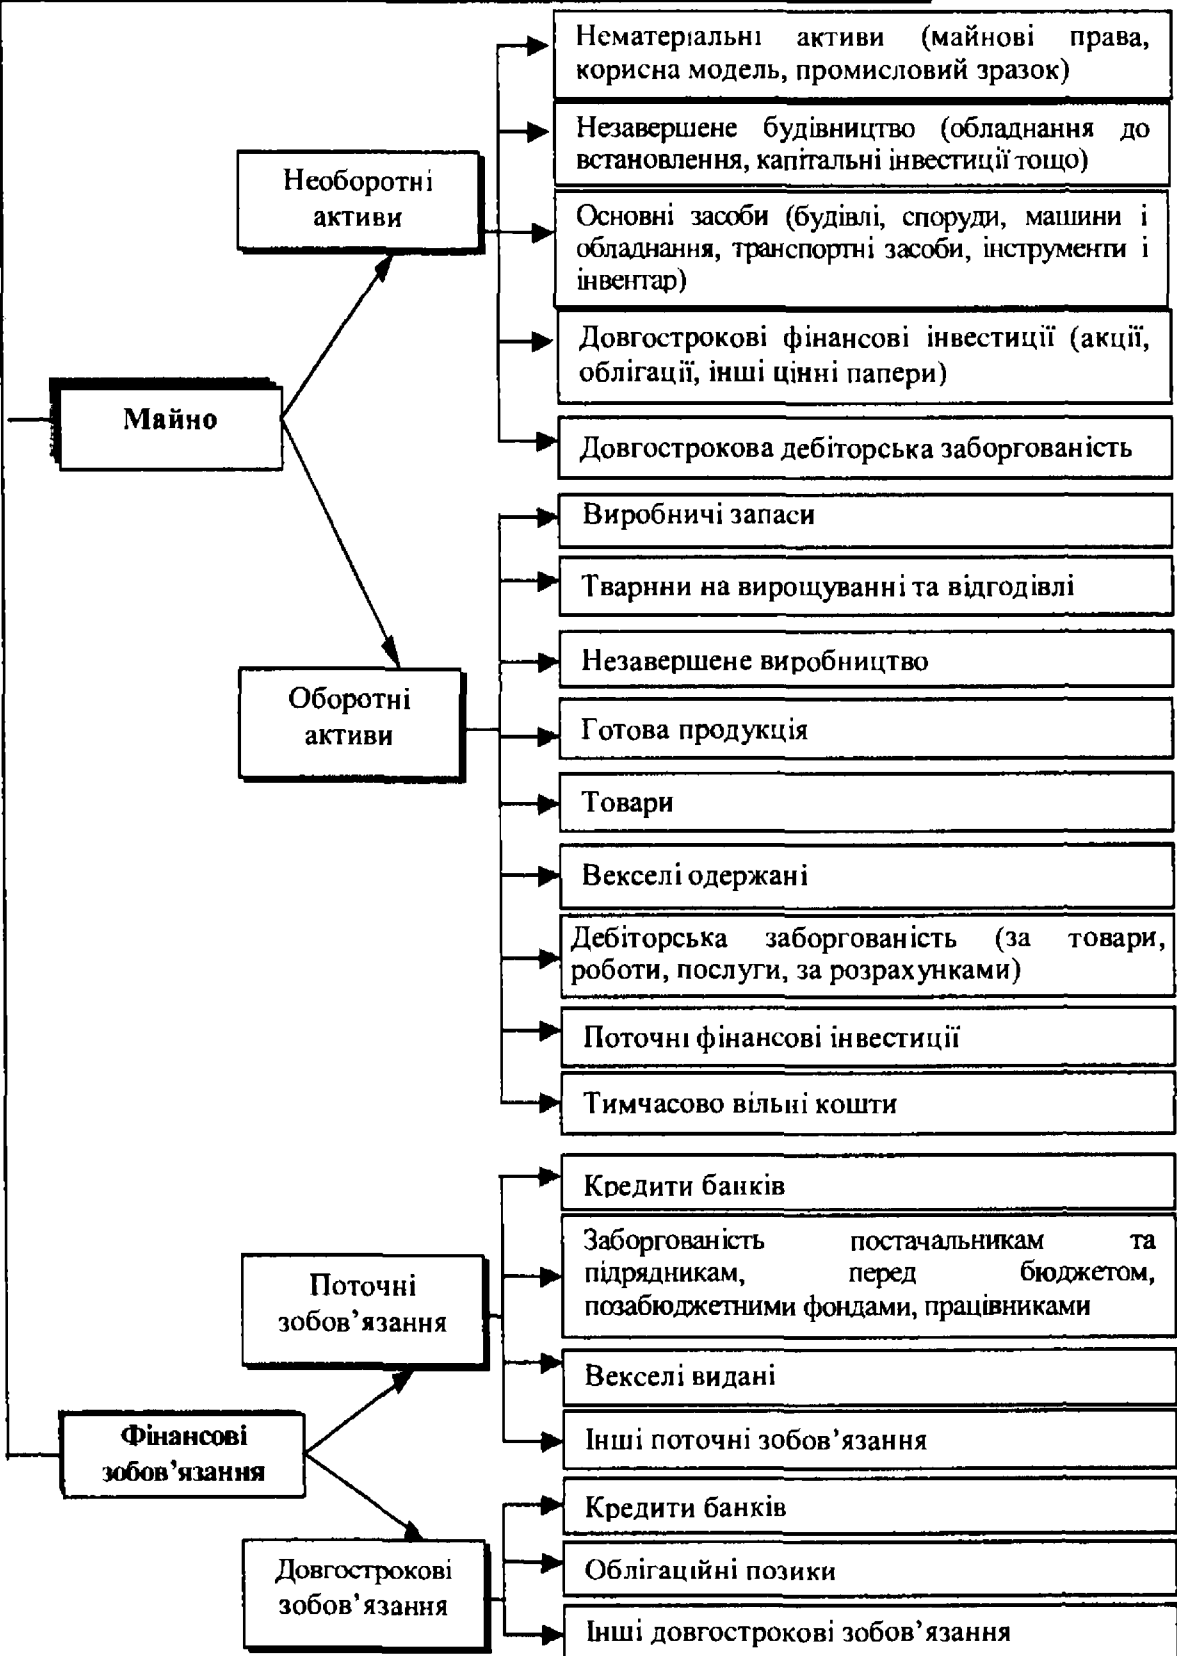 Нематеріальні активи (майнові права,
корисна модель, промисловий зразок)
Незавершене будівництво (обладнання до
встановлення, капітальні інвестиції тощо)
Необоротні
активи
Основні засоби (будівлі, споруди, машини і
обладнання, транспортні засоби, інструменти і
інвентар)
Довгострокові фінансові інвестиції (акції,
облігації, інші цінні папери)
Майно
Довгострокова дебіторська заборгованість
Виробничі запаси
Тварини на вирощуванні та відгодівлі
Незавершене виробництво
Оборотні
активи
Готова продукція
Товари
Векселі одержані
Дебіторська заборгованість (за товари,
роботи, послуги, за розрахунками)
Поточні фінансові інвестиції
Тимчасово вільні кошти
Кредити банків
Поточні
зобов’язання
Заборгованість постачальникам та
підрядникам, перед бюджетом,
позабюджетними фондами, працівниками
Векселі видані
Інші поточні зобов’язання
Фінансові
зобов’язання
Кредити банків
Довгострокові
зобов’язання
Облігаційні позики
Інші довгострокові зобов’язання